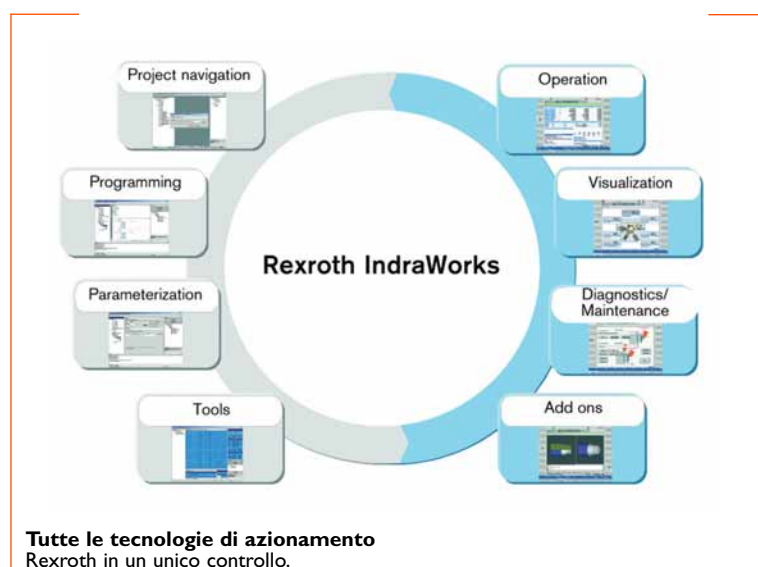 Project navigation
Operation
Programming
Visualization
Rexroth IndraWorks
Parameterization
Diagnostics/
Maintenance
Tools
Add ons
Tutte le tecnologie di azionamento
Rexroth in un unico controllo.